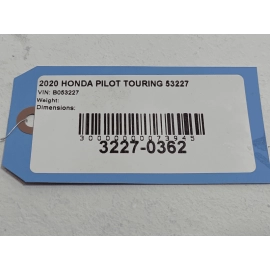 2020 HONDA PILOT TOURING 53227
VIN: B053227
Weight:
Dimensions:
3000000073945
3227-0362